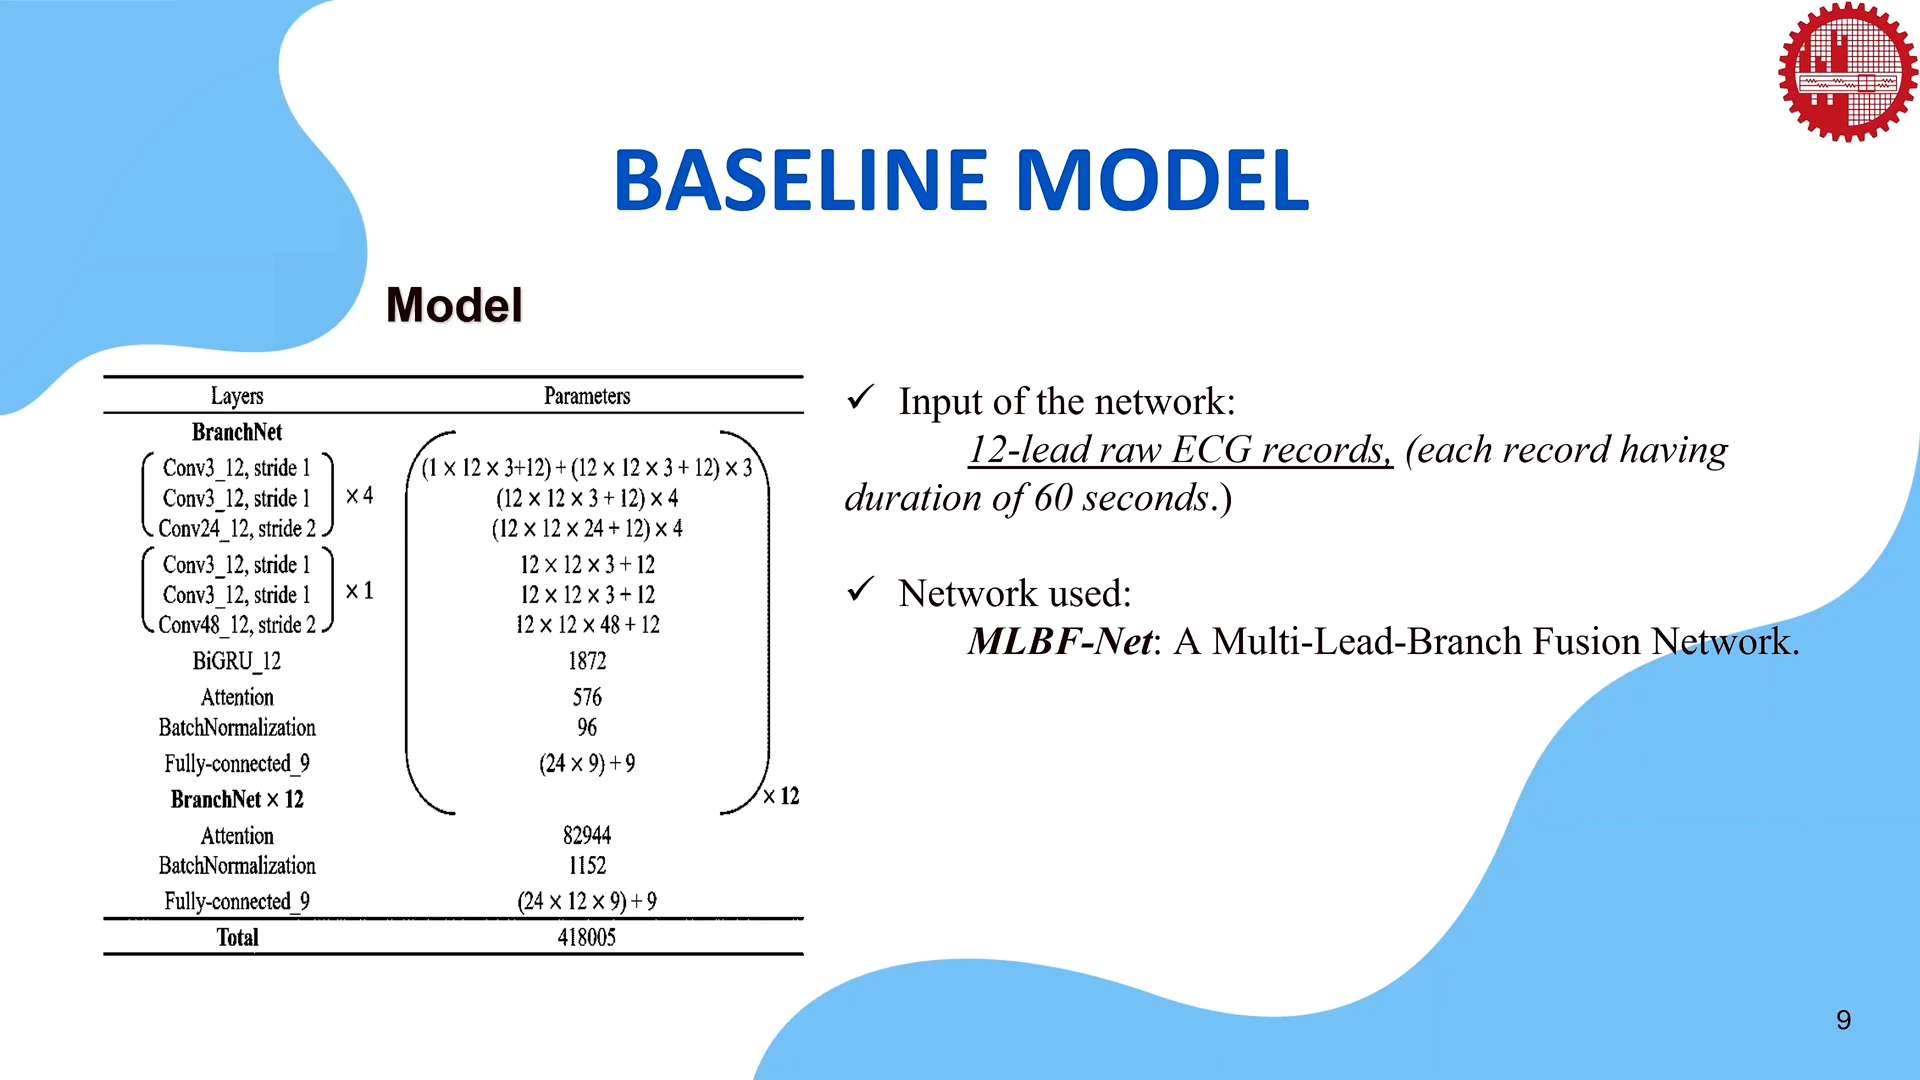 BASELINE MODEL
Model
Layers Parameters
BranchNet
Conv3_12, stride 1 (1 × 12 × 3+12) + (12 × 12 × 3 + 12) × 3
Conv3_12, stride 1 × 4 (12 × 12 × 3 + 12) × 4
Conv24_12, stride 2 (12 × 12 × 24 + 12) × 4
Conv3_12, stride 1 12 × 12 × 3 + 12
Conv3_12, stride 1 × 1 12 × 12 × 3 + 12
Conv48_12, stride 2 12 × 12 × 48 + 12
BiGRU_12 1872
Attention 576
BatchNormalization 96
Fully-connected_9 (24 × 9) + 9
BranchNet × 12 × 12
Attention 82944
BatchNormalization 1152
Fully-connected_9 (24 × 12 × 9) + 9
Total 418005
✓ Input of the network:
12-lead raw ECG records, (each record having
duration of 60 seconds.)
✓ Network used:
MLBF-Net: A Multi-Lead-Branch Fusion Network.
9